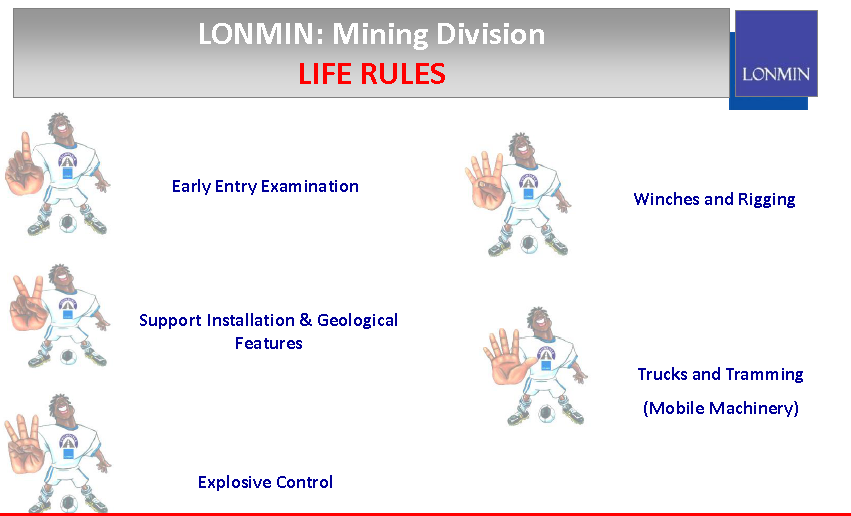 LONMIN: Mining Division
LIFE RULES
LONMIN
Early Entry Examination
Winches and Rigging
Support Installation & Geological
Features
Trucks and Tramming
(Mobile Machinery)
Explosive Control